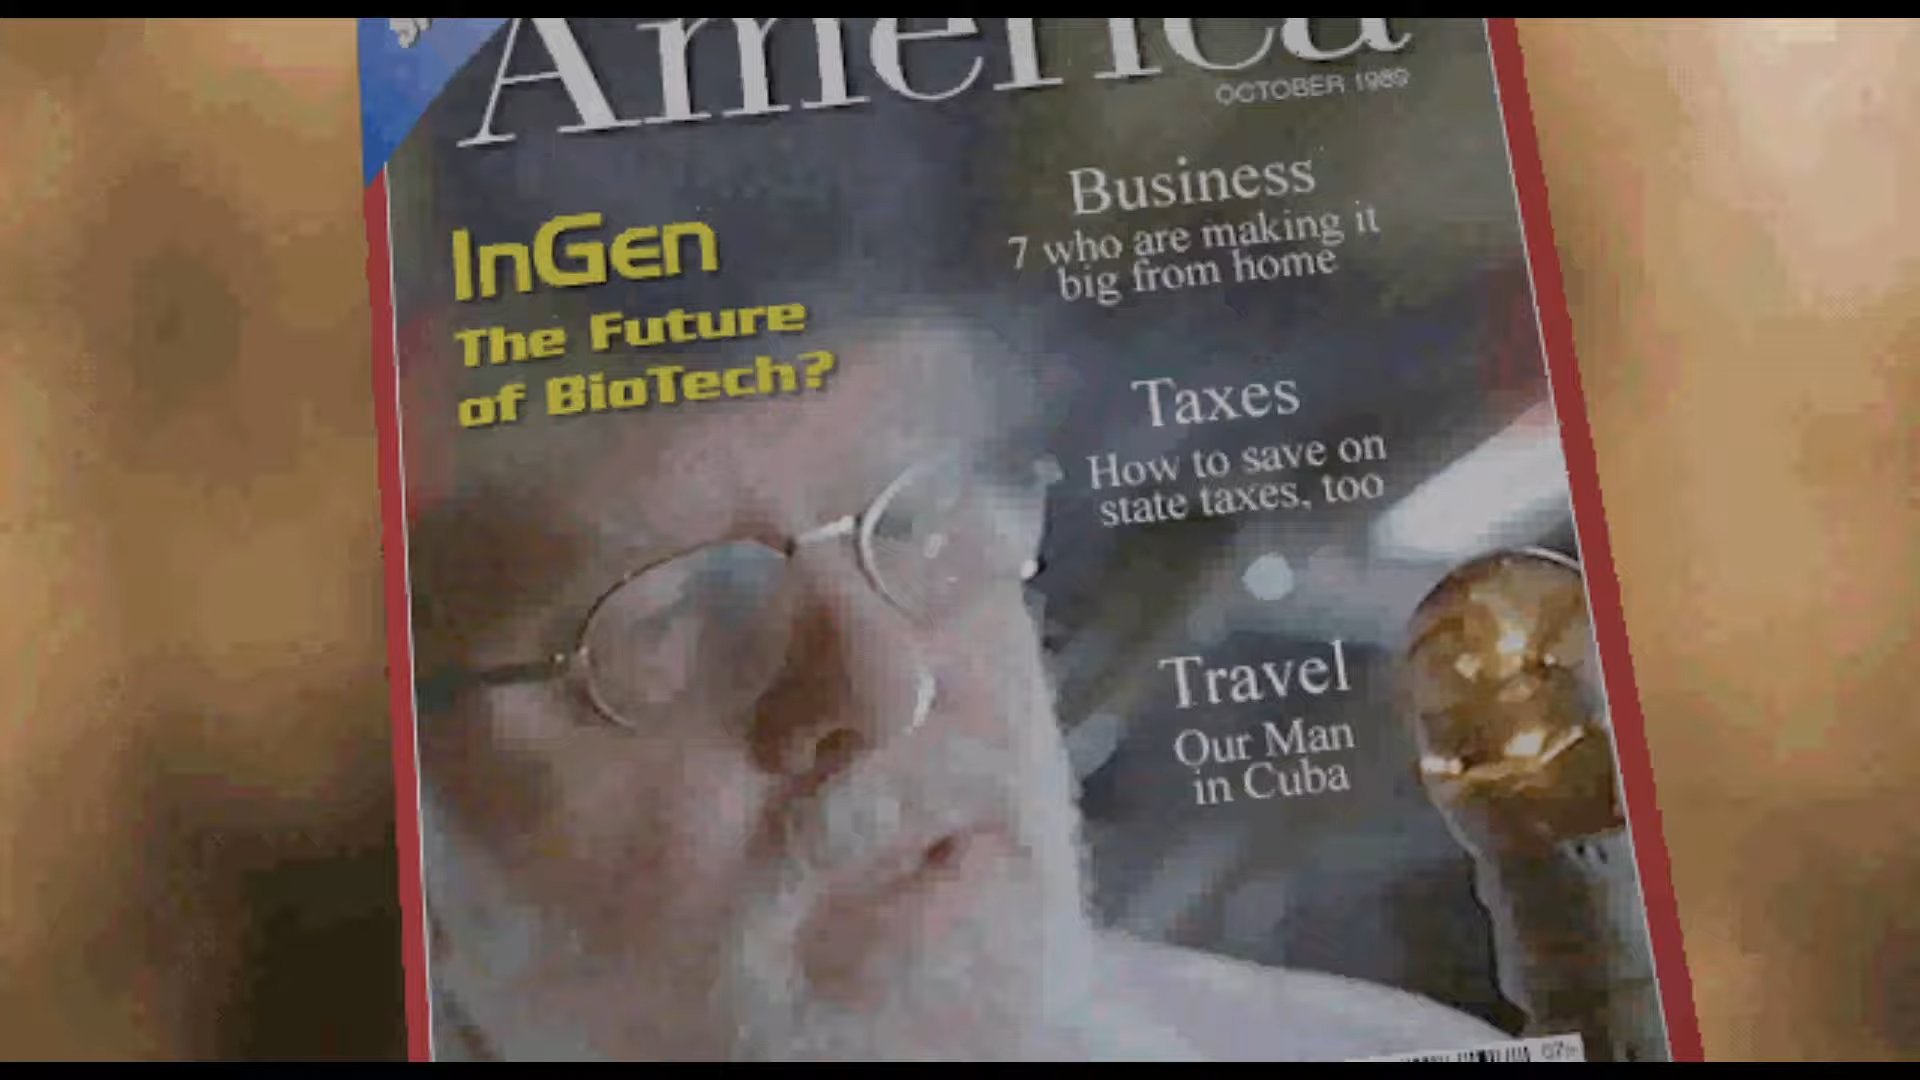 America
OCTOBER 1989
InGen
The Future
of BioTech?
Business
7 who are making it
big from home
Taxes
How to save on
state taxes, too
Travel
Our Man
in Cuba